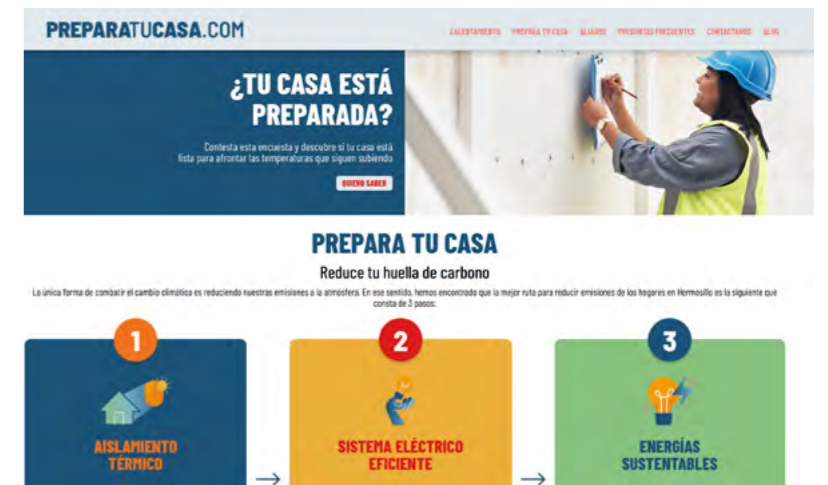 PREPARATUCASA.COM
CALENTAMIENTO PREPARA TU CASA ALIADOS PREGUNTAS FRECUENTES CONTÁCTANOS BLOG
¿TU CASA ESTÁ
PREPARADA?
Contesta esta encuesta y descubre si tu casa está
lista para afrontar las temperaturas que siguen subiendo
QUIERO SABER
PREPARA TU CASA
Reduce tu huella de carbono
La única forma de combatir el cambio climático es reduciendo nuestras emisiones a la atmósfera. En ese sentido, hemos encontrado que la mejor ruta para reducir emisiones de los hogares en Hermosillo es la siguiente que
consta de 3 pasos:
1
2
3
AISLAMIENTO
TÉRMICO
SISTEMA ELÉCTRICO
EFICIENTE
ENERGÍAS
SUSTENTABLES